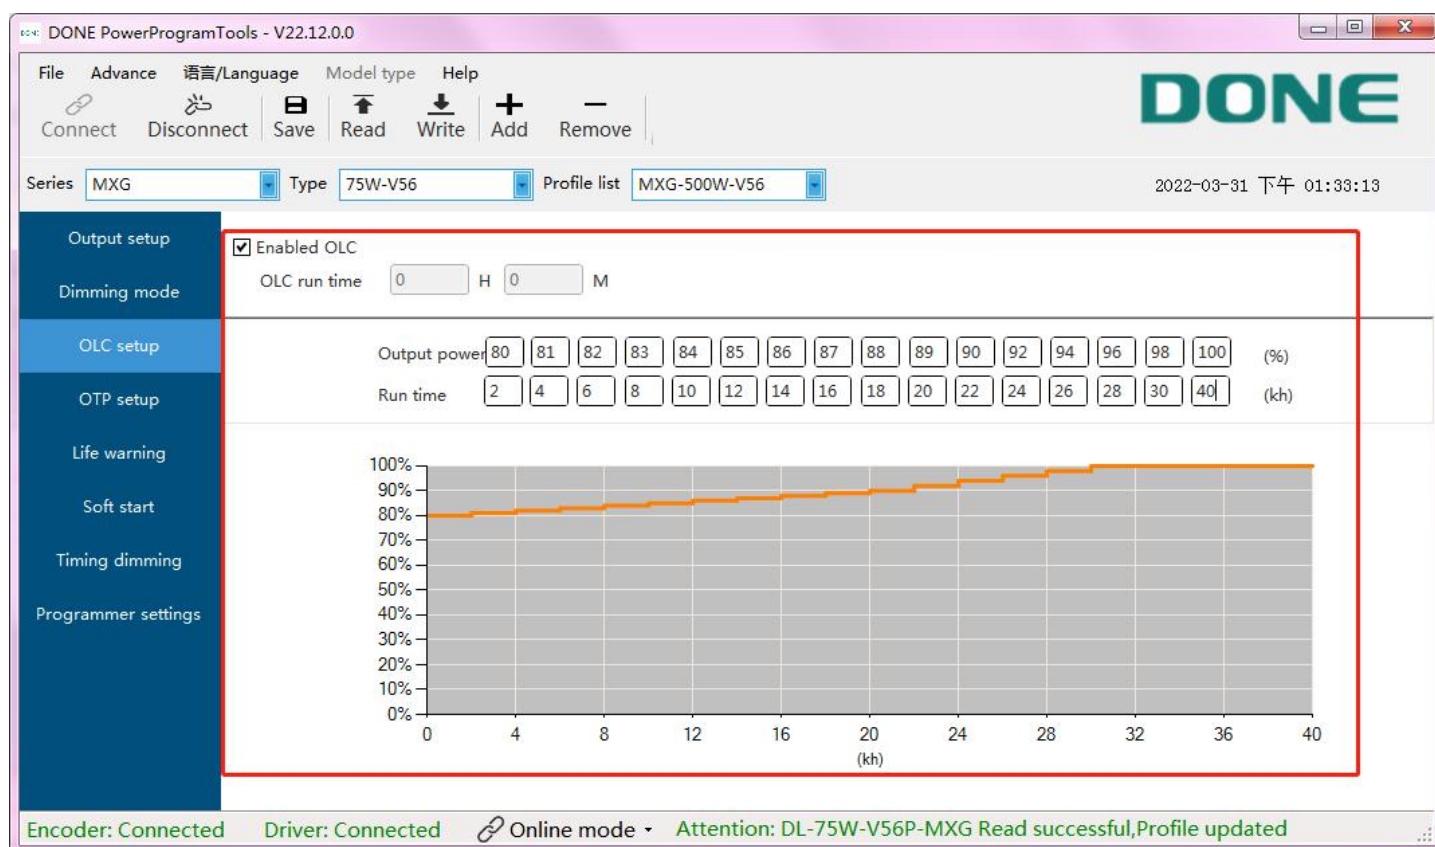 DONE DONE PowerProgramTools - V22.12.0.0
File Advance 语言/Language Model type Help
DONE
Connect Disconnect Save Read Write Add Remove
Series MXG Type 75W-V56 Profile list MXG-500W-V56 2022-03-31 下午 01:33:13
Output setup
Dimming mode
OLC setup
OTP setup
Life warning
Soft start
Timing dimming
Programmer settings
Enabled OLC
OLC run time 0 H 0 M
Output power 80 81 82 83 84 85 86 87 88 89 90 92 94 96 98 100 (%)
Run time 2 4 6 8 10 12 14 16 18 20 22 24 26 28 30 40 (kh)
100%
90%
80%
70%
60%
50%
40%
30%
20%
10%
0%
0 4 8 12 16 20 24 28 32 36 40
(kh)
Encoder: Connected Driver: Connected Online mode Attention: DL-75W-V56P-MXG Read successful,Profile updated